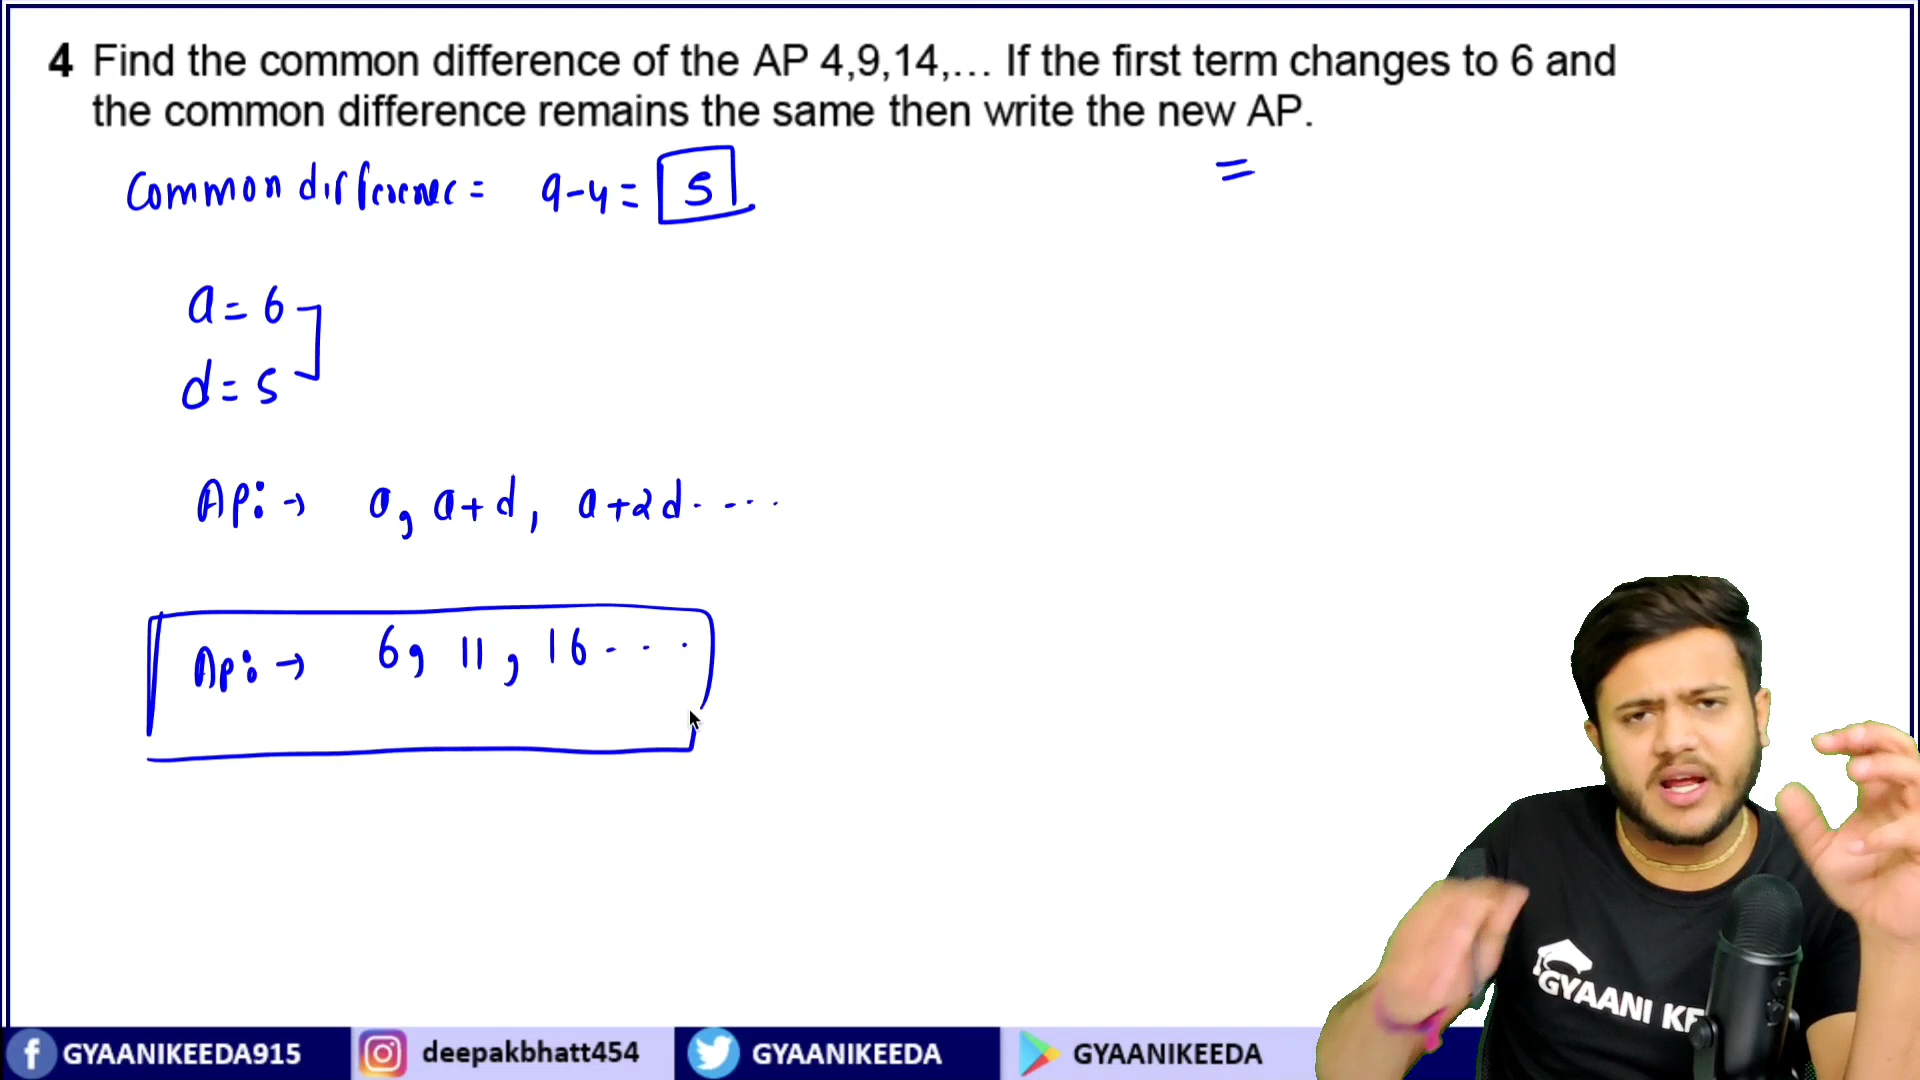 4 Find the common difference of the AP 4,9,14,... If the first term changes to 6 and
the common difference remains the same then write the new AP.
=
Common difference = 9-4= 5
a= 6
d= 5
AP: → a, a+d, a+2d.....
AP: → 6, 11, 16...
GYAANI KE
GYAANIKEEDA915 deepakbhatt454 GYAANIKEEDA GYAANIKEEDA